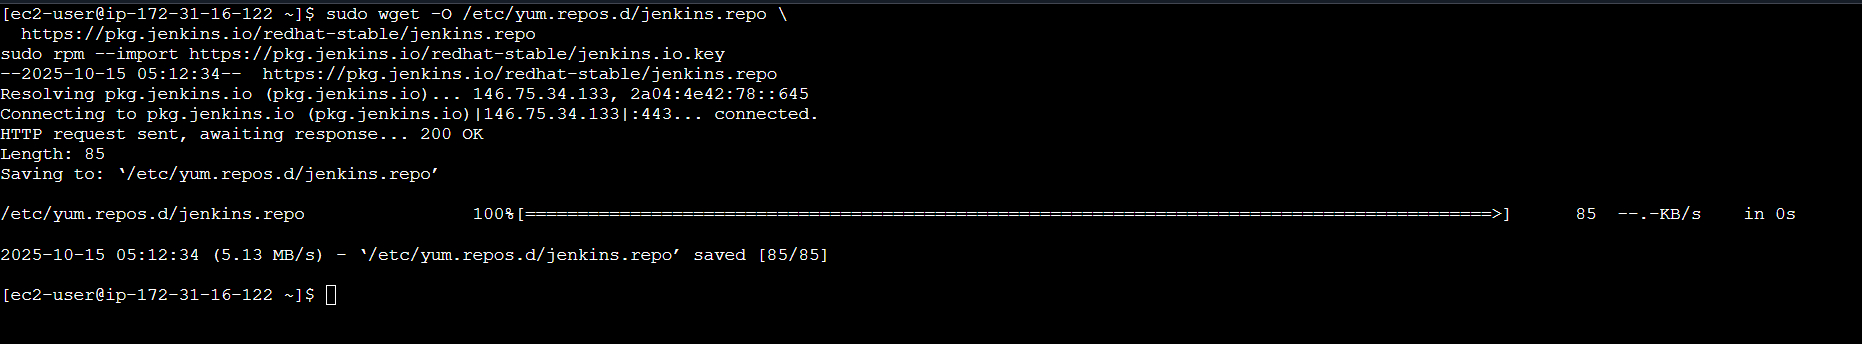 [ec2-user@ip-172-31-16-122 ~]$ sudo wget -O /etc/yum.repos.d/jenkins.repo \
  https://pkg.jenkins.io/redhat-stable/jenkins.repo
sudo rpm --import https://pkg.jenkins.io/redhat-stable/jenkins.io.key
--2025-10-15 05:12:34--  https://pkg.jenkins.io/redhat-stable/jenkins.repo
Resolving pkg.jenkins.io (pkg.jenkins.io)... 146.75.34.133, 2a04:4e42:78::645
Connecting to pkg.jenkins.io (pkg.jenkins.io)|146.75.34.133|:443... connected.
HTTP request sent, awaiting response... 200 OK
Length: 85
Saving to: ‘/etc/yum.repos.d/jenkins.repo’
/etc/yum.repos.d/jenkins.repo                100%[============================================================================================>]      85  --.-KB/s    in 0s
2025-10-15 05:12:34 (5.13 MB/s) - ‘/etc/yum.repos.d/jenkins.repo’ saved [85/85]
[ec2-user@ip-172-31-16-122 ~]$